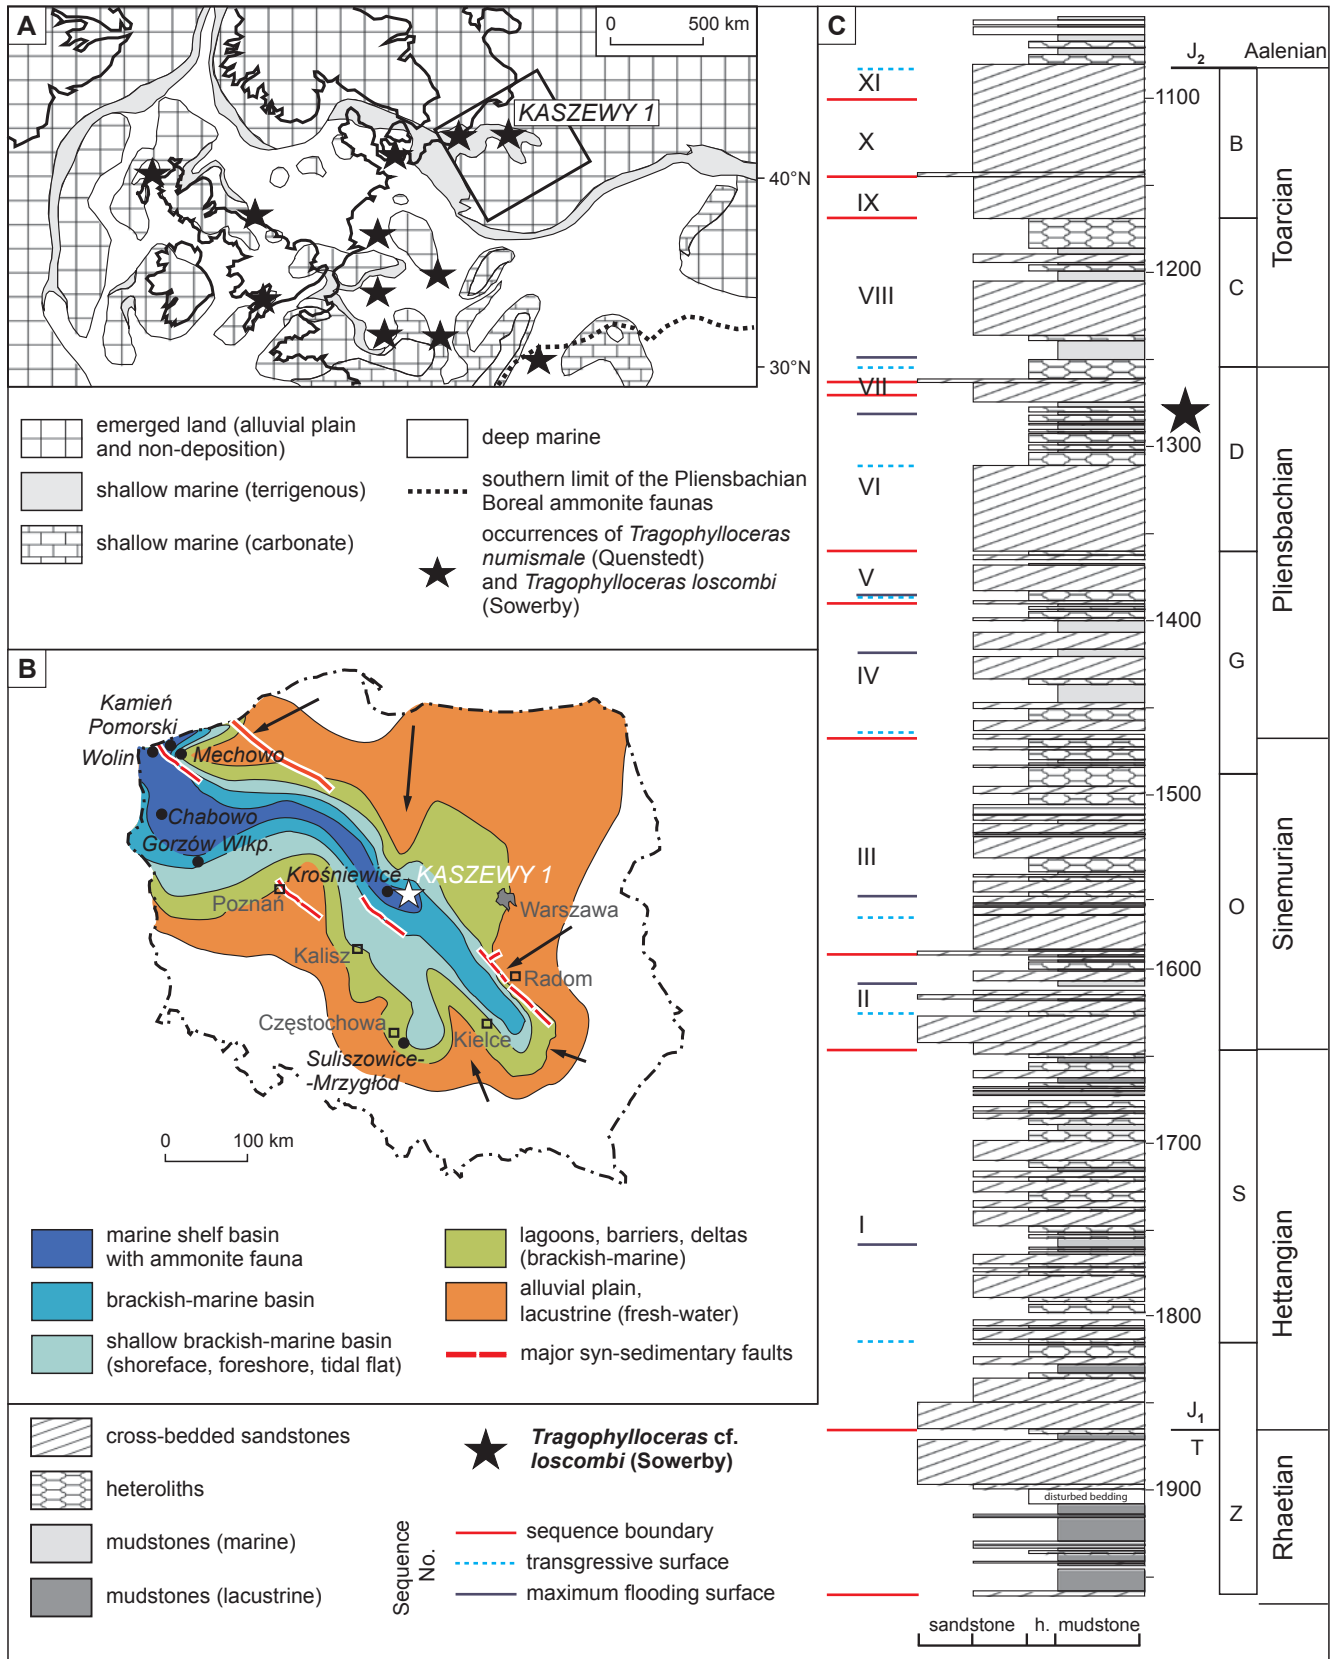 A
0 500 km
KASZEWY 1
40°N
30°N
emerged land (alluvial plain
and non-deposition)
shallow marine (terrigenous)
shallow marine (carbonate)
deep marine
southern limit of the Pliensbachian
Boreal ammonite faunas
occurrences of Tragophylloceras
numismale (Quenstedt)
and Tragophylloceras loscombi
(Sowerby)
B
Kamień
Pomorski
Wolin
Mechowo
Chabowo
Gorzów Wlkp.
Krośniewice
KASZEWY 1
Poznań
Warszawa
Kalisz
Radom
Częstochowa
Kielce
Suliszowice-
-Mrzygłód
0 100 km
marine shelf basin
with ammonite fauna
brackish-marine basin
shallow brackish-marine basin
(shoreface, foreshore, tidal flat)
lagoons, barriers, deltas
(brackish-marine)
alluvial plain,
lacustrine (fresh-water)
major syn-sedimentary faults
cross-bedded sandstones
heteroliths
mudstones (marine)
mudstones (lacustrine)
Tragophylloceras cf.
loscombi (Sowerby)
Sequence
No.
sequence boundary
transgressive surface
maximum flooding surface
C
J2 Aalenian
XI
1100
X
B
IX
Toarcian
1200
VIII
C
VII
1300
D
VI
Pliensbachian
V
1400
IV
G
1500
III
Sinemurian
O
1600
II
1700
S
I
Hettangian
1800
J1
T
1900
disturbed bedding
Z
Rhaetian
sandstone h. mudstone